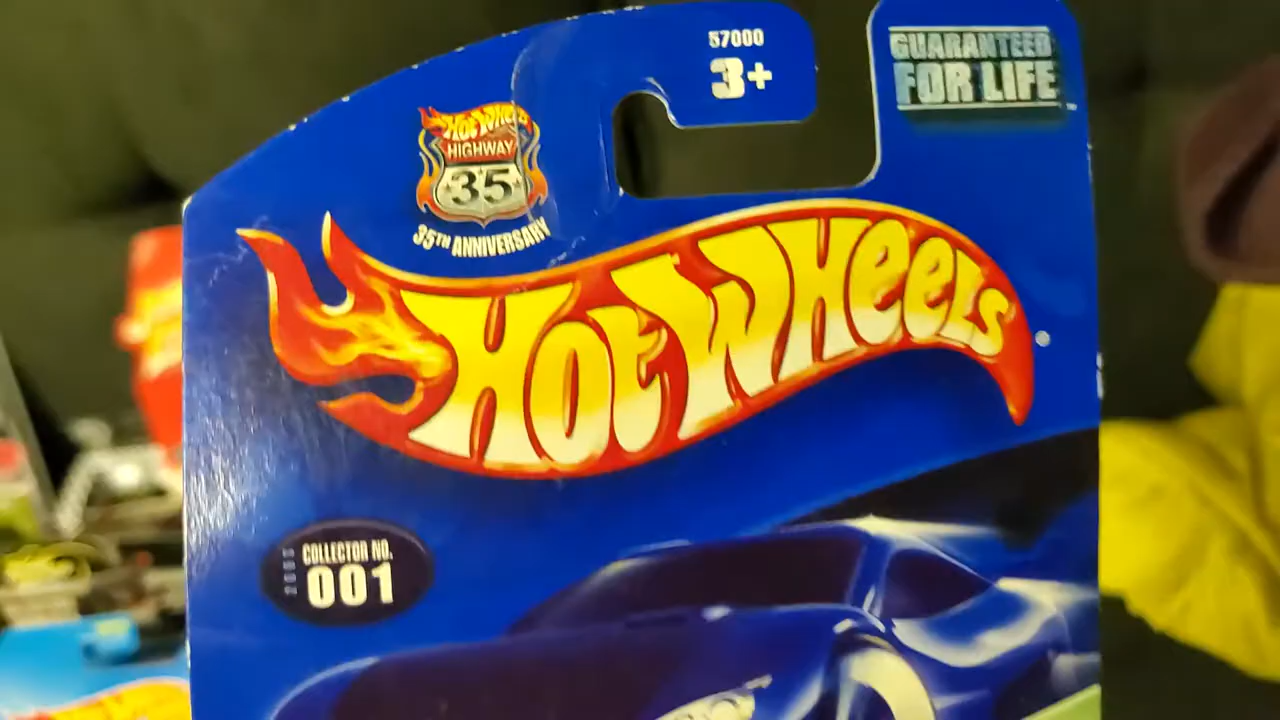 57000
3+
GUARANTEED
FOR LIFE
HOT WHEELS
HIGHWAY
35
35TH ANNIVERSARY
HOT WHEELS
COLLECTOR NO.
001